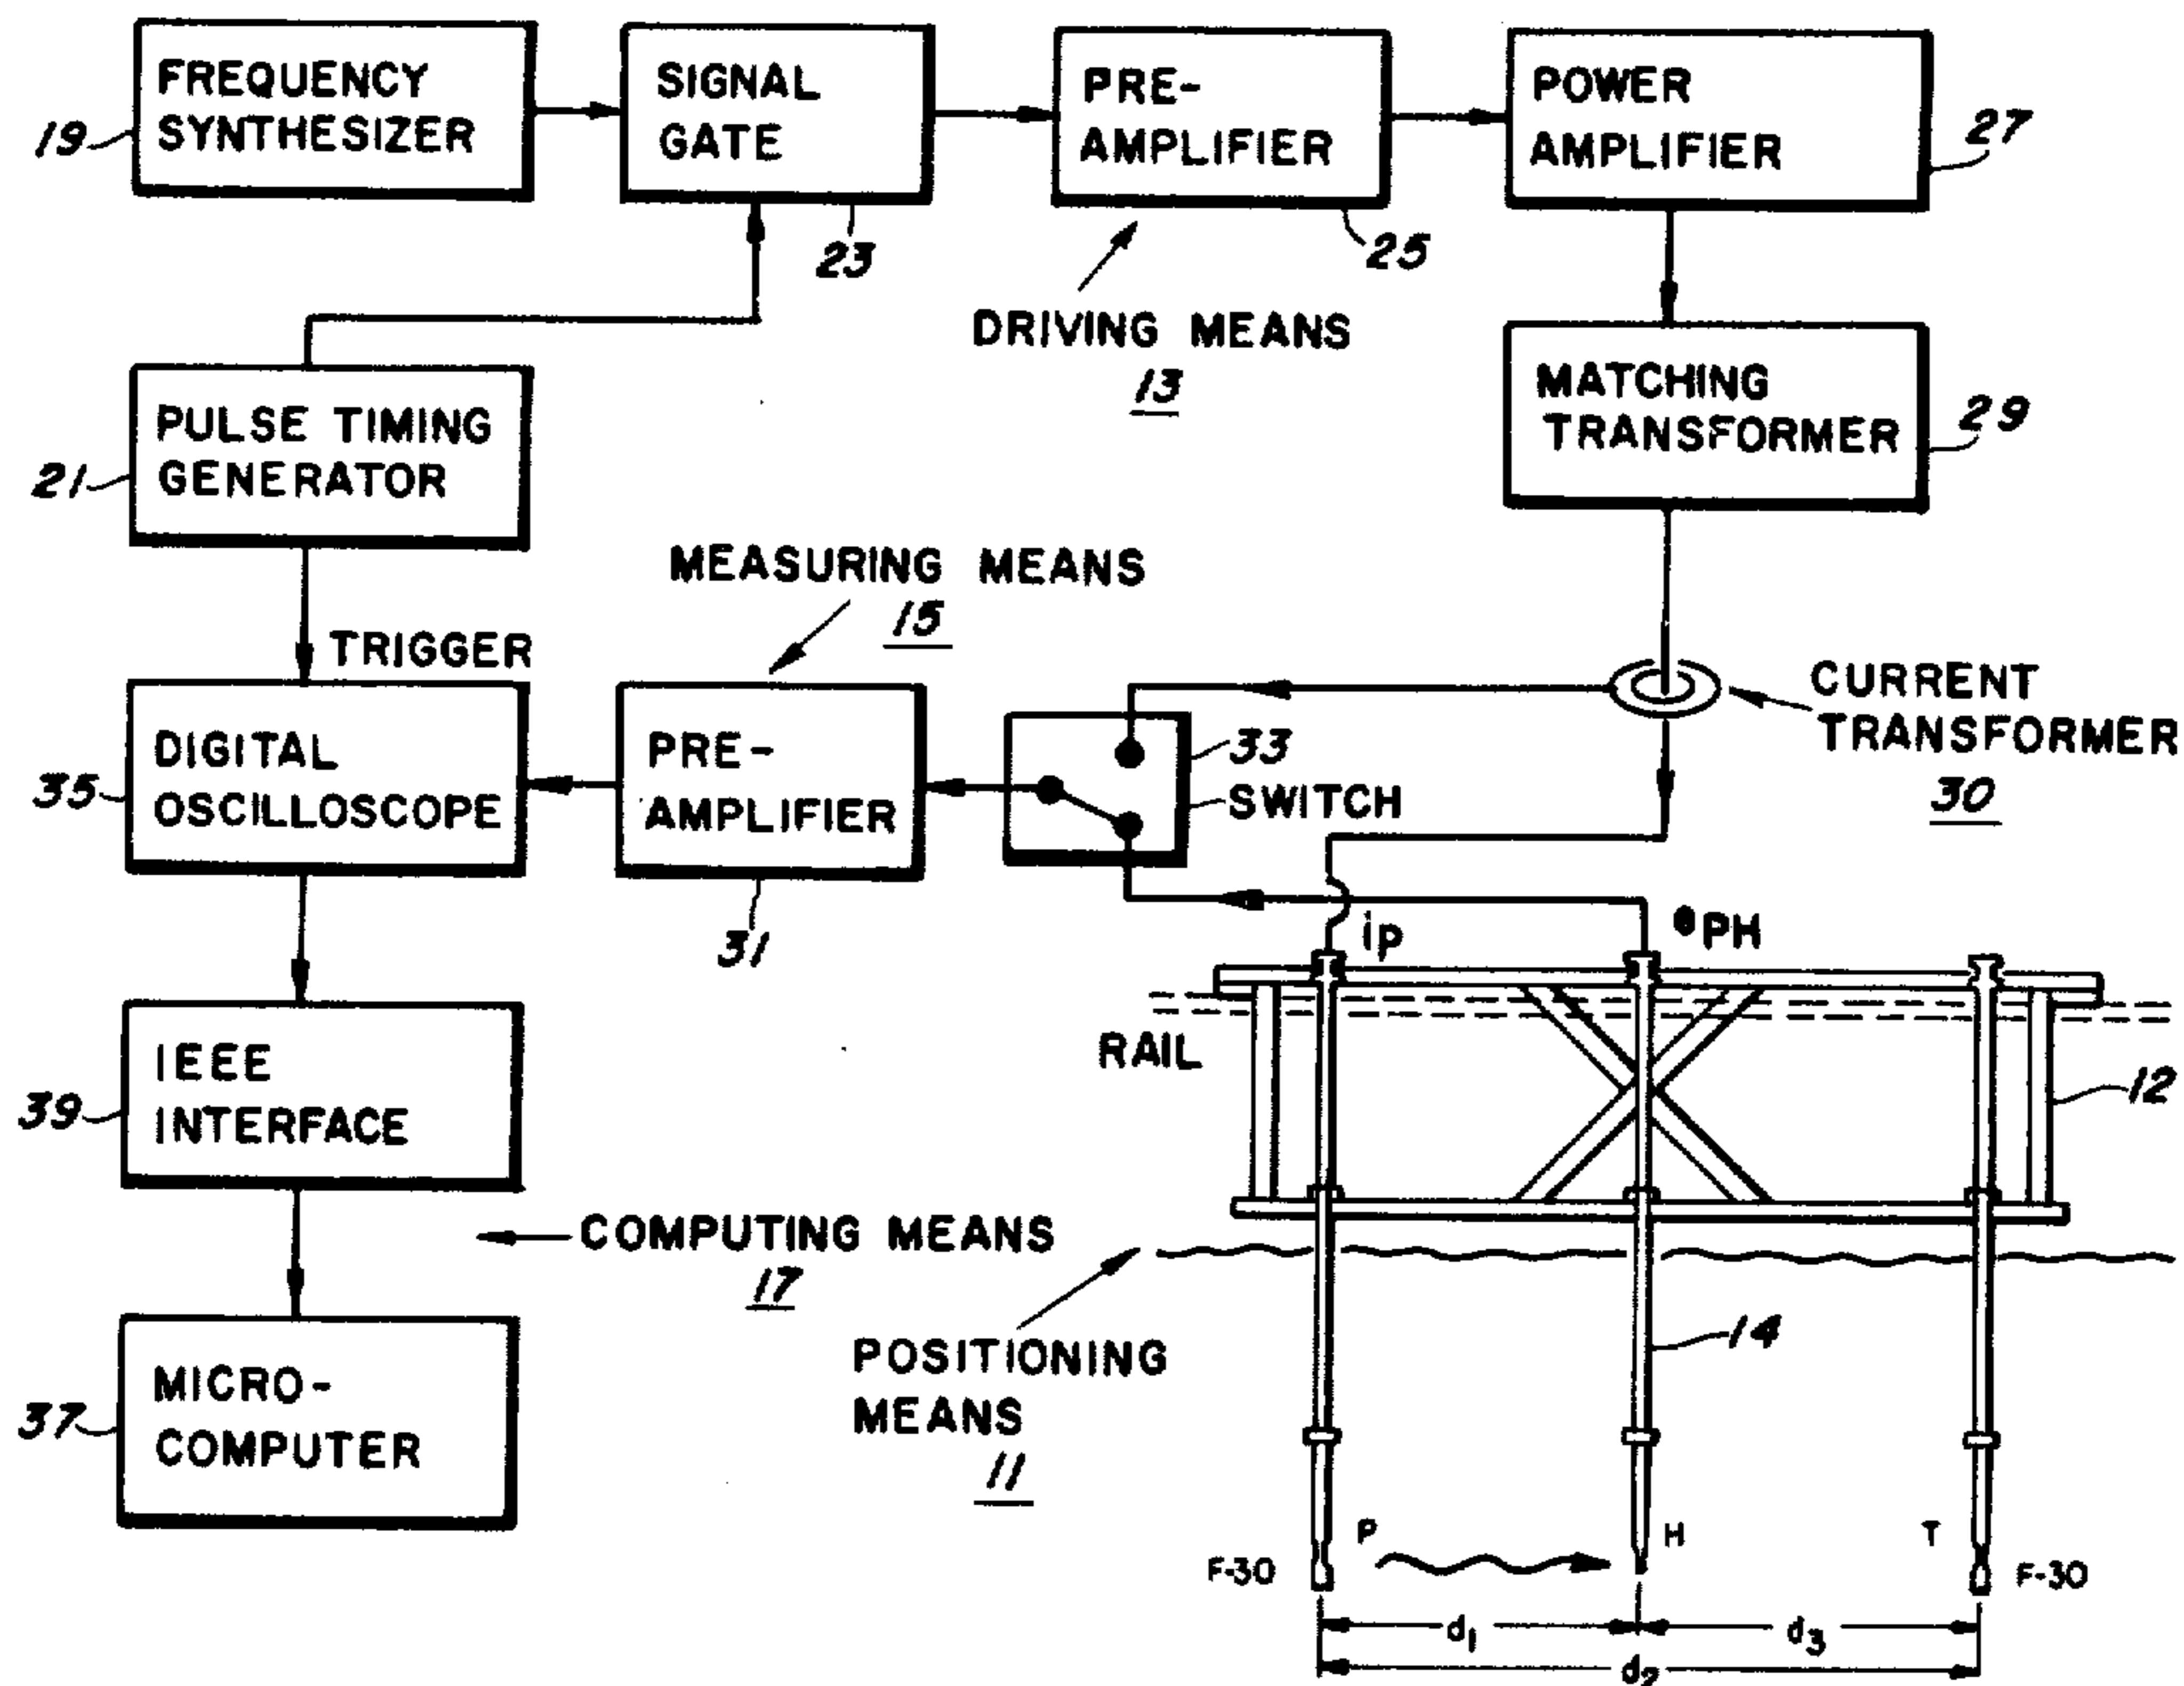 FREQUENCY
SYNTHESIZER
19
SIGNAL
GATE
23
PRE-
AMPLIFIER
25
POWER
AMPLIFIER
27
DRIVING MEANS
13
MATCHING
TRANSFORMER
29
PULSE TIMING
GENERATOR
21
MEASURING MEANS
15
TRIGGER
CURRENT
TRANSFORMER
30
DIGITAL
OSCILLOSCOPE
35
PRE-
AMPLIFIER
31
33
SWITCH
ip
ePH
RAIL
12
IEEE
INTERFACE
39
COMPUTING MEANS
17
POSITIONING
MEANS
11
14
MICRO-
COMPUTER
37
P
H
T
F-30
F-30
d1
d3
d2